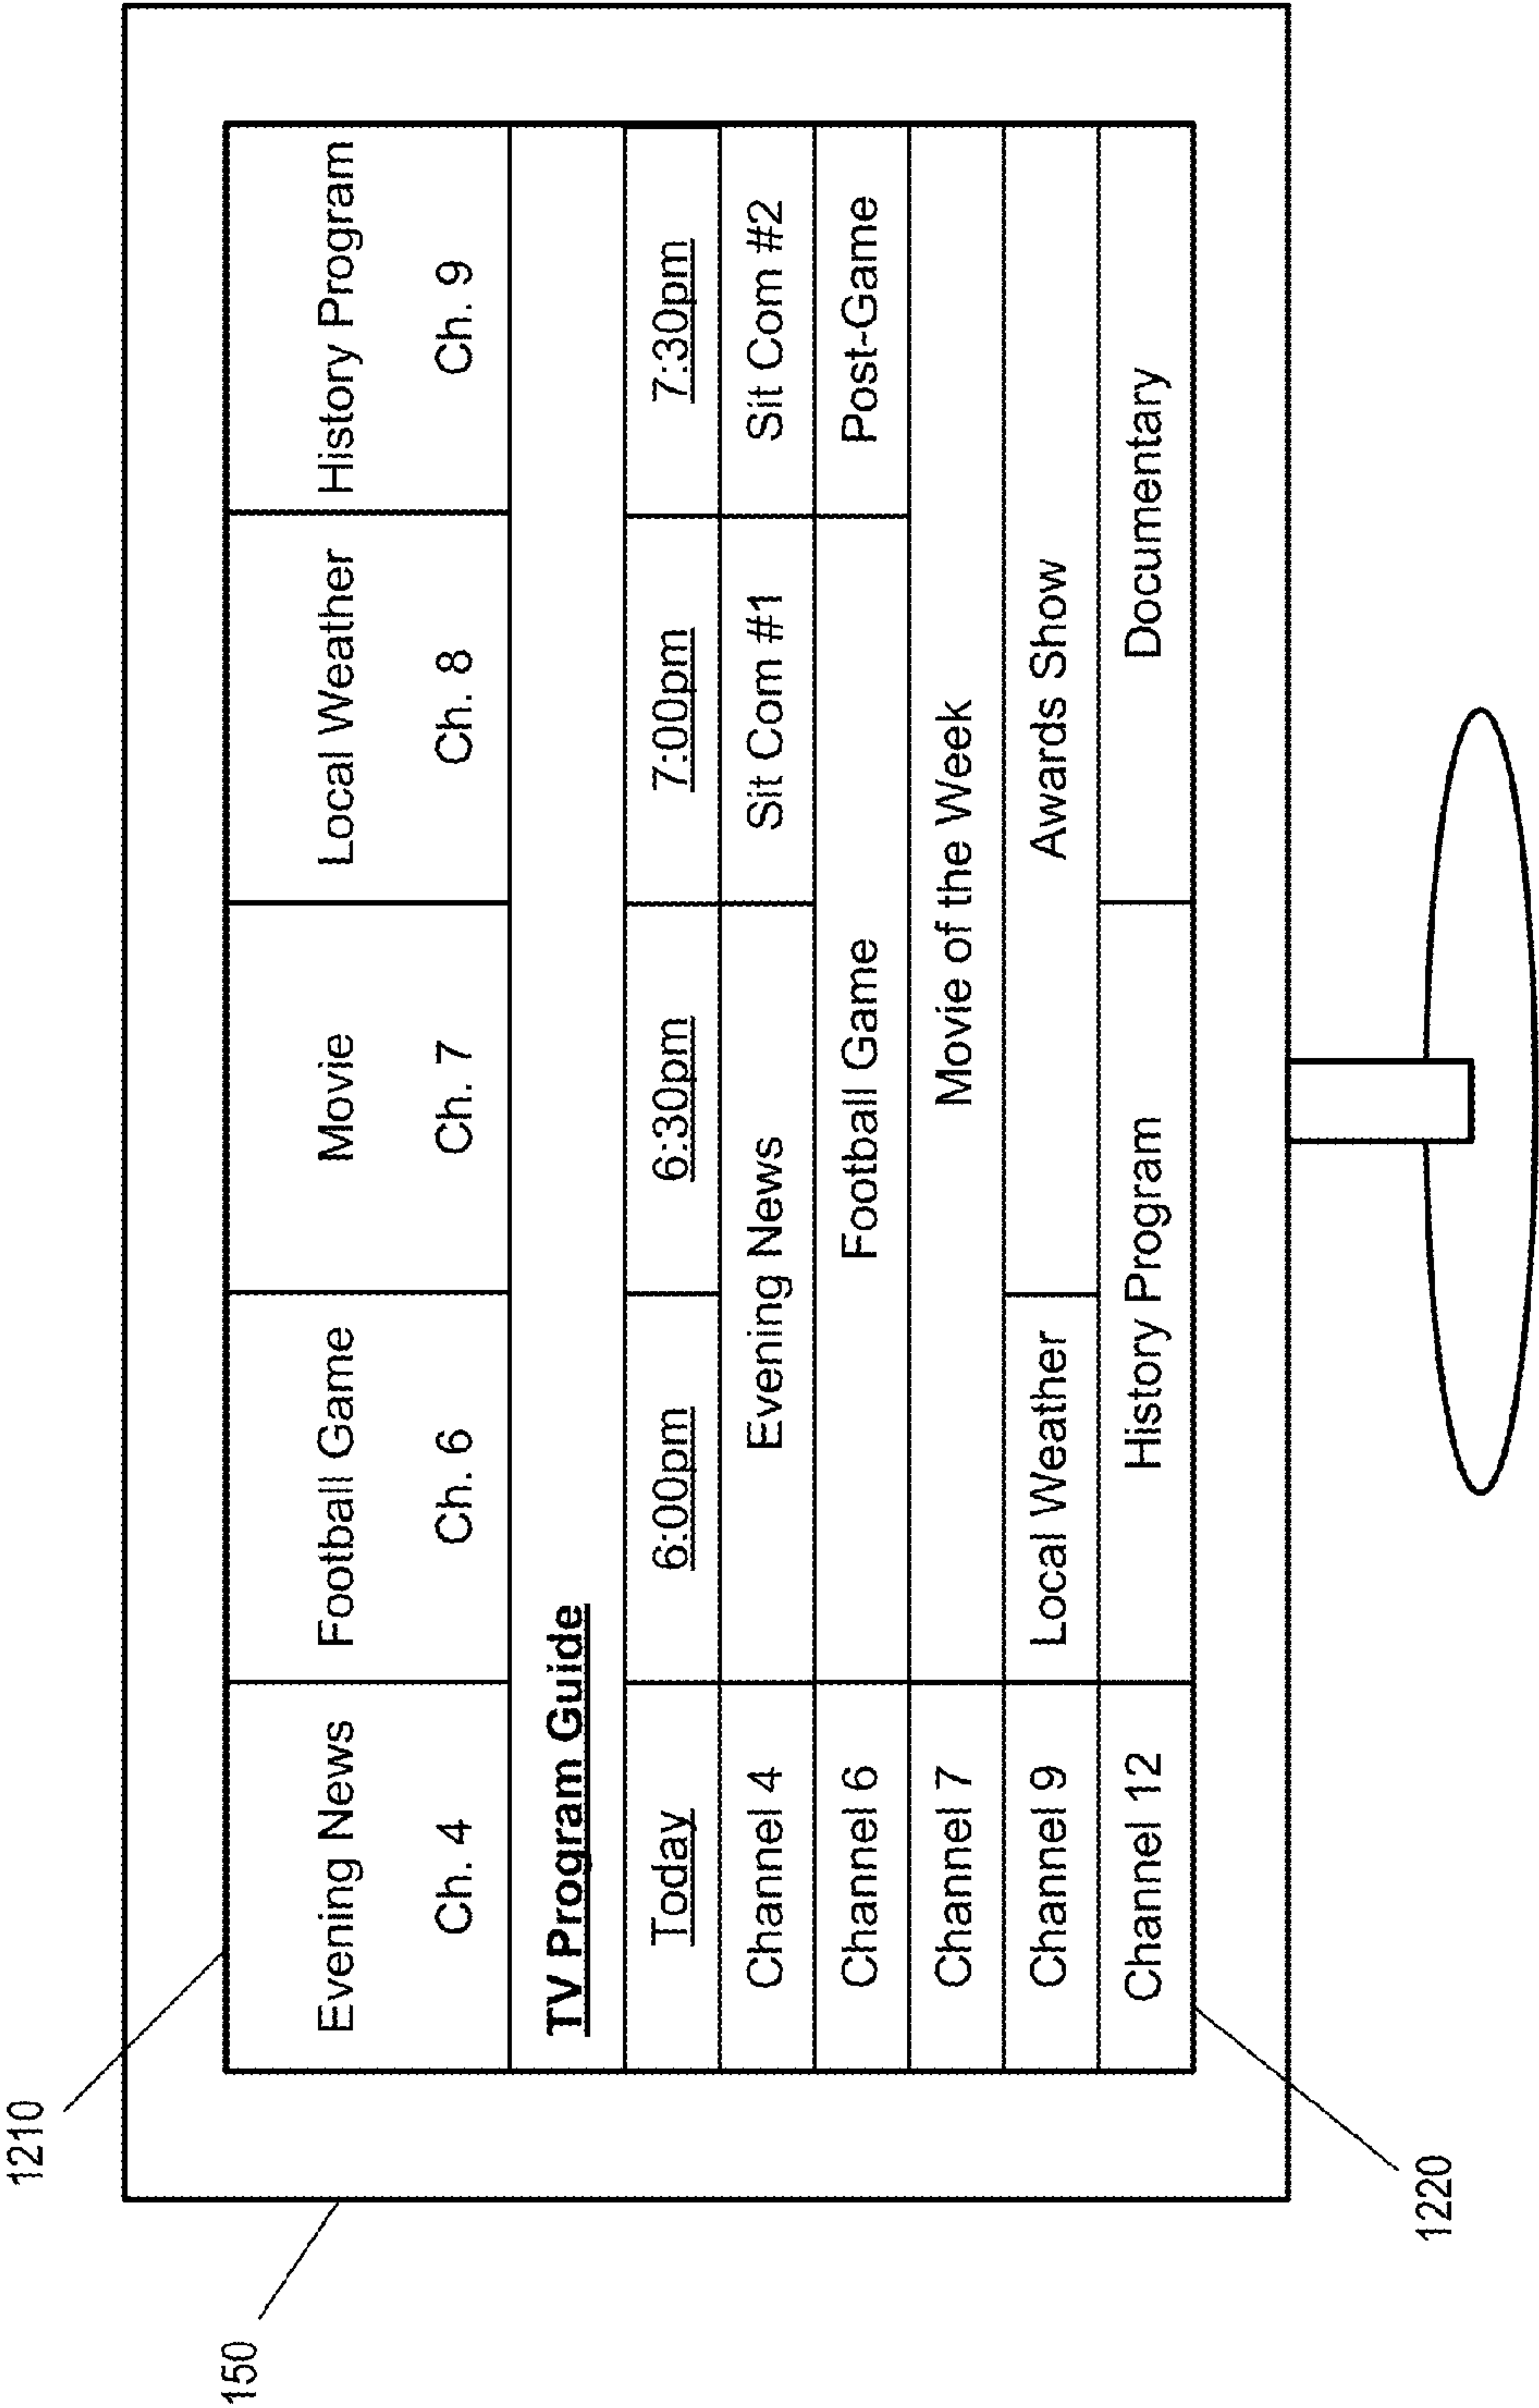 1210
150
Evening News
Ch. 4
Football Game
Ch. 6
Movie
Ch. 7
Local Weather
Ch. 8
History Program
Ch. 9
TV Program Guide
Today 6:00pm 6:30pm 7:00pm 7:30pm
Channel 4 Evening News Sit Com #1 Sit Com #2
Channel 6 Football Game Post-Game
Channel 7 Movie of the Week
Channel 9 Local Weather Awards Show
Channel 12 History Program Documentary
1220